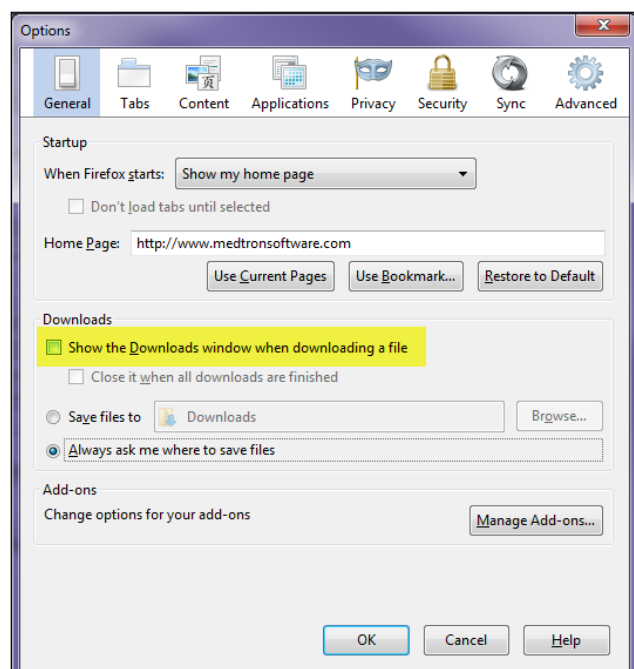 Options
General Tabs Content Applications Privacy Security Sync Advanced
Startup
When Firefox starts: Show my home page
Don't load tabs until selected
Home Page: http://www.medtronsoftware.com
Use Current Pages Use Bookmark... Restore to Default
Downloads
Show the Downloads window when downloading a file
Close it when all downloads are finished
Save files to Downloads Browse...
Always ask me where to save files
Add-ons
Change options for your add-ons
Manage Add-ons...
OK Cancel Help